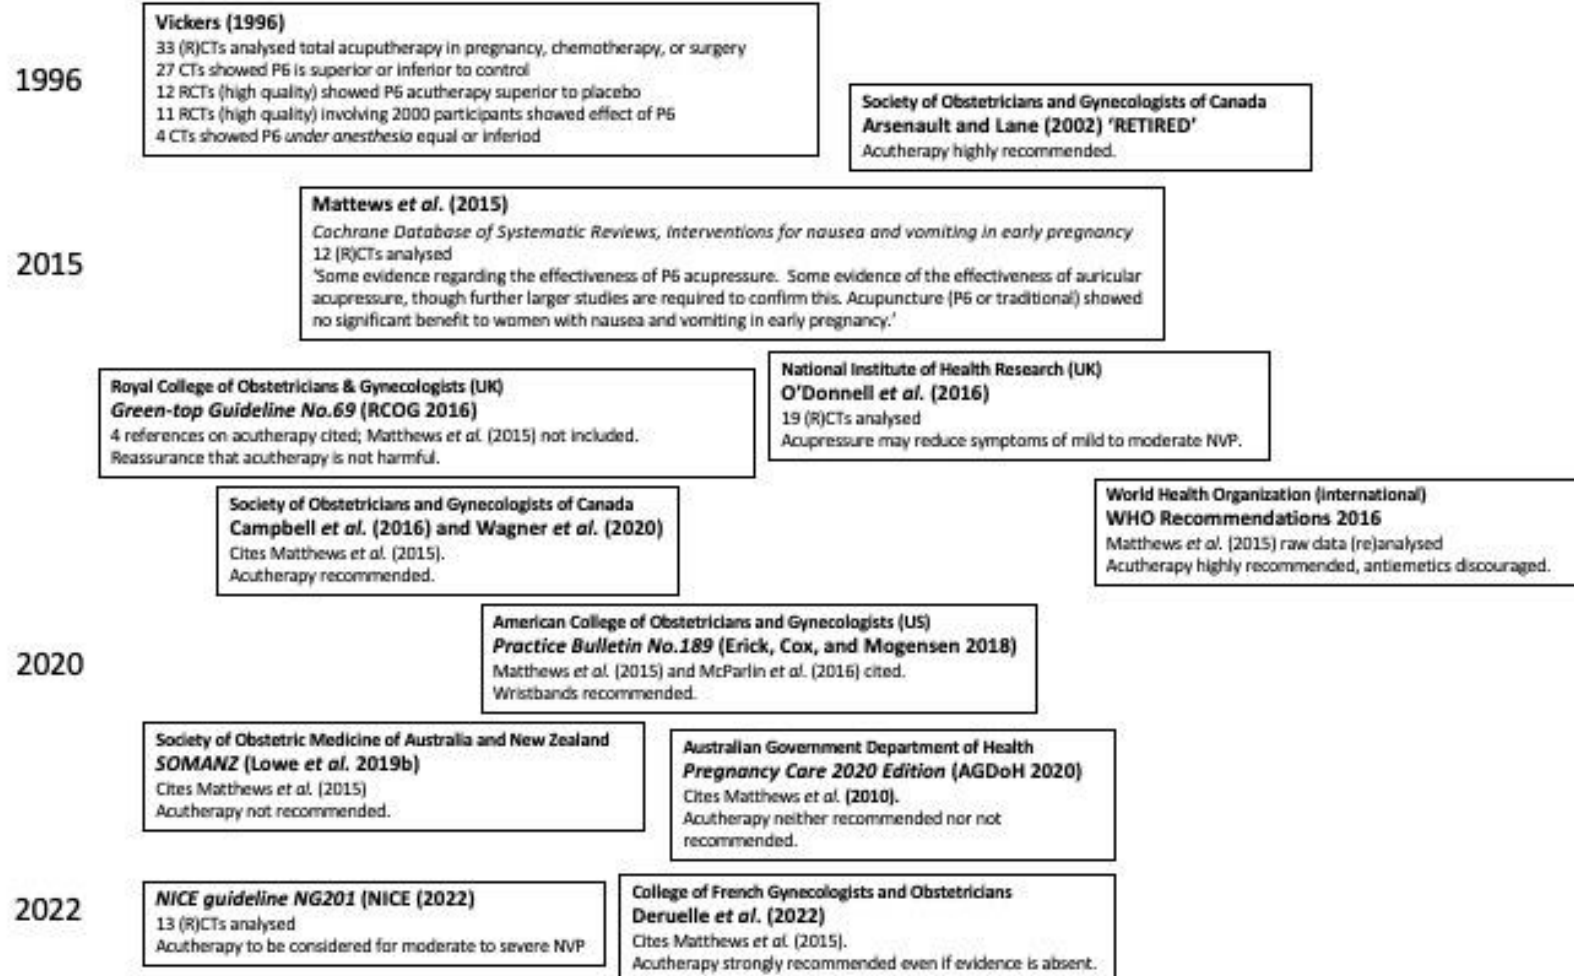 1996
Vickers (1996)
33 (R)CTs analysed total acuputherapy in pregnancy, chemotherapy, or surgery
27 CTs showed P6 is superior or inferior to control
12 RCTs (high quality) showed P6 acutherapy superior to placebo
11 RCTs (high quality) involving 2000 participants showed effect of P6
4 CTs showed P6 under anesthesia equal or inferiod
Society of Obstetricians and Gynecologists of Canada
Arsenault and Lane (2002) ‘RETIRED’
Acutherapy highly recommended.
2015
Mattews et al. (2015)
Cochrane Database of Systematic Reviews, Interventions for nausea and vomiting in early pregnancy
12 (R)CTs analysed
‘Some evidence regarding the effectiveness of P6 acupressure. Some evidence of the effectiveness of auricular
acupressure, though further larger studies are required to confirm this. Acupuncture (P6 or traditional) showed
no significant benefit to women with nausea and vomiting in early pregnancy.’
Royal College of Obstetricians & Gynecologists (UK)
Green-top Guideline No.69 (RCOG 2016)
4 references on acutherapy cited; Matthews et al. (2015) not included.
Reassurance that acutherapy is not harmful.
National Institute of Health Research (UK)
O’Donnell et al. (2016)
19 (R)CTs analysed
Acupressure may reduce symptoms of mild to moderate NVP.
Society of Obstetricians and Gynecologists of Canada
Campbell et al. (2016) and Wagner et al. (2020)
Cites Matthews et al. (2015).
Acutherapy recommended.
World Health Organization (international)
WHO Recommendations 2016
Matthews et al. (2015) raw data (re)analysed
Acutherapy highly recommended, antiemetics discouraged.
2020
American College of Obstetricians and Gynecologists (US)
Practice Bulletin No.189 (Erick, Cox, and Mogensen 2018)
Matthews et al. (2015) and McParlin et al. (2016) cited.
Wristbands recommended.
Society of Obstetric Medicine of Australia and New Zealand
SOMANZ (Lowe et al. 2019b)
Cites Matthews et al. (2015)
Acutherapy not recommended.
Australian Government Department of Health
Pregnancy Care 2020 Edition (AGDoH 2020)
Cites Matthews et al. (2010).
Acutherapy neither recommended nor not
recommended.
2022
NICE guideline NG201 (NICE (2022)
13 (R)CTs analysed
Acutherapy to be considered for moderate to severe NVP
College of French Gynecologists and Obstetricians
Deruelle et al. (2022)
Cites Matthews et al. (2015).
Acutherapy strongly recommended even if evidence is absent.